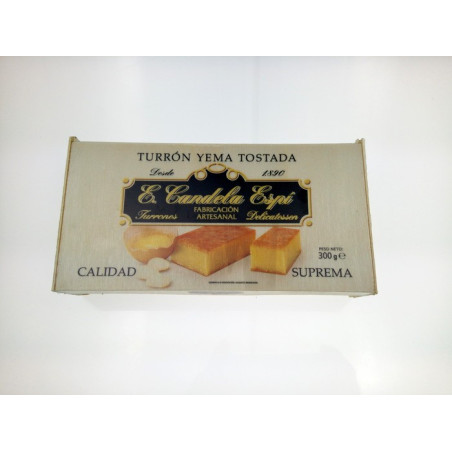 TURRÓN YEMA TOSTADA
Desde 1890
E. Candela Espí
FABRICACIÓN
Turrones ARTESANAL Delicatessen
PESO NETO:
300 g e
CALIDAD SUPREMA